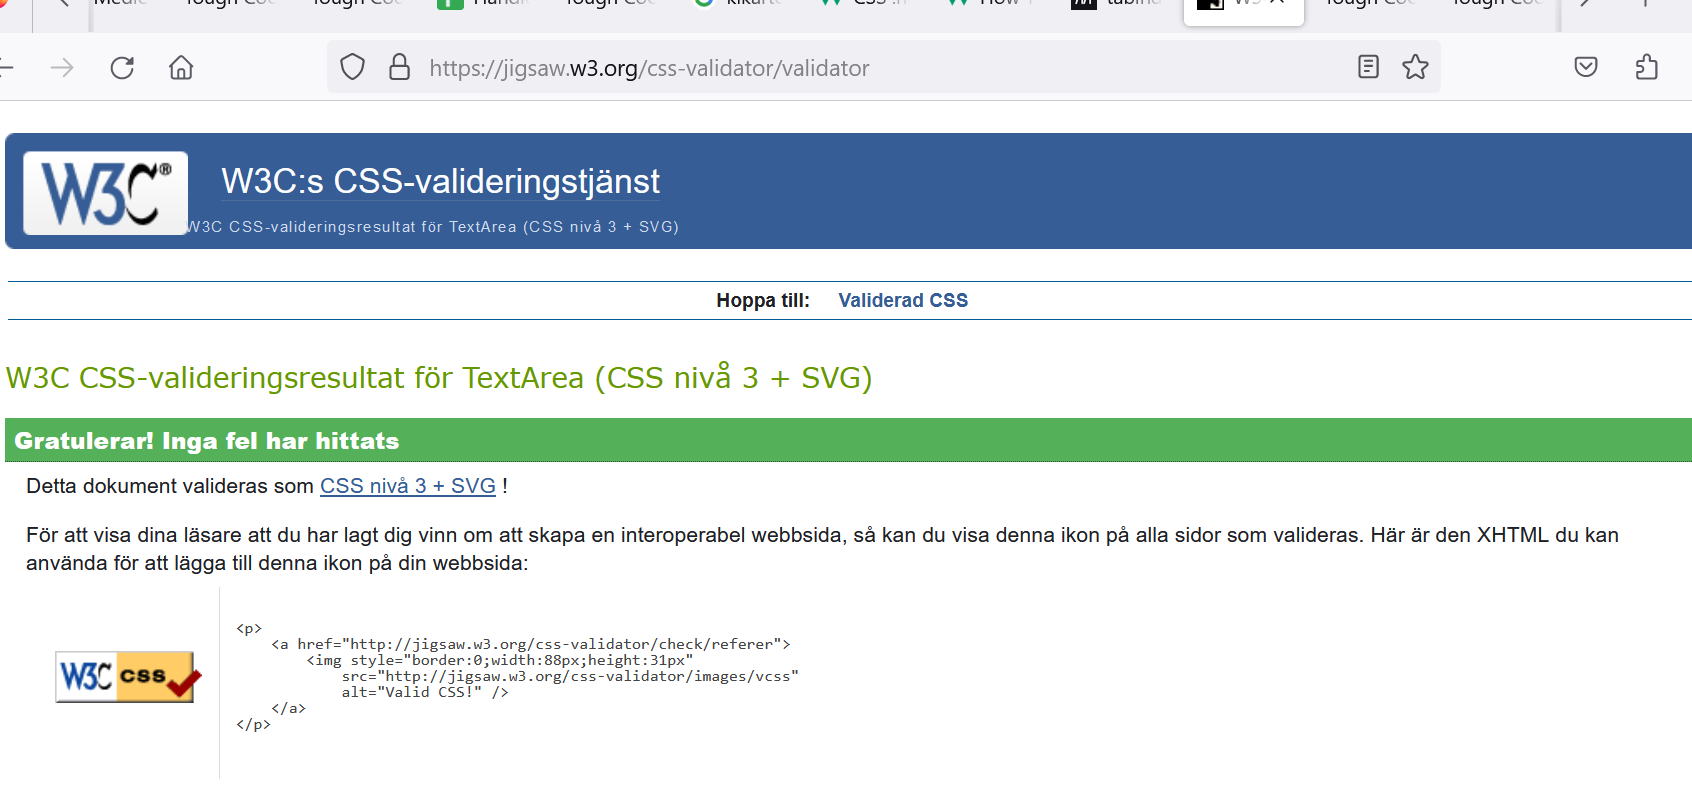 https://jigsaw.w3.org/css-validator/validator
W3C®
W3C:s CSS-valideringstjänst
W3C CSS-valideringsresultat för TextArea (CSS nivå 3 + SVG)
Hoppa till: Validerad CSS
W3C CSS-valideringsresultat för TextArea (CSS nivå 3 + SVG)
Gratulerar! Inga fel har hittats
Detta dokument valideras som CSS nivå 3 + SVG !
För att visa dina läsare att du har lagt dig vinn om att skapa en interoperabel webbsida, så kan du visa denna ikon på alla sidor som valideras. Här är den XHTML du kan
använda för att lägga till denna ikon på din webbsida:
W3C css
<p>
    <a href="http://jigsaw.w3.org/css-validator/check/referer">
        <img style="border:0;width:88px;height:31px"
            src="http://jigsaw.w3.org/css-validator/images/vcss"
            alt="Valid CSS!" />
    </a>
</p>